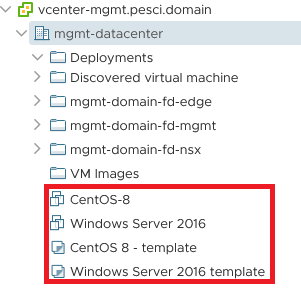 vcenter-mgmt.pesci.domain
mgmt-datacenter
Deployments
Discovered virtual machine
mgmt-domain-fd-edge
mgmt-domain-fd-mgmt
mgmt-domain-fd-nsx
VM Images
CentOS-8
Windows Server 2016
CentOS 8 - template
Windows Server 2016 template